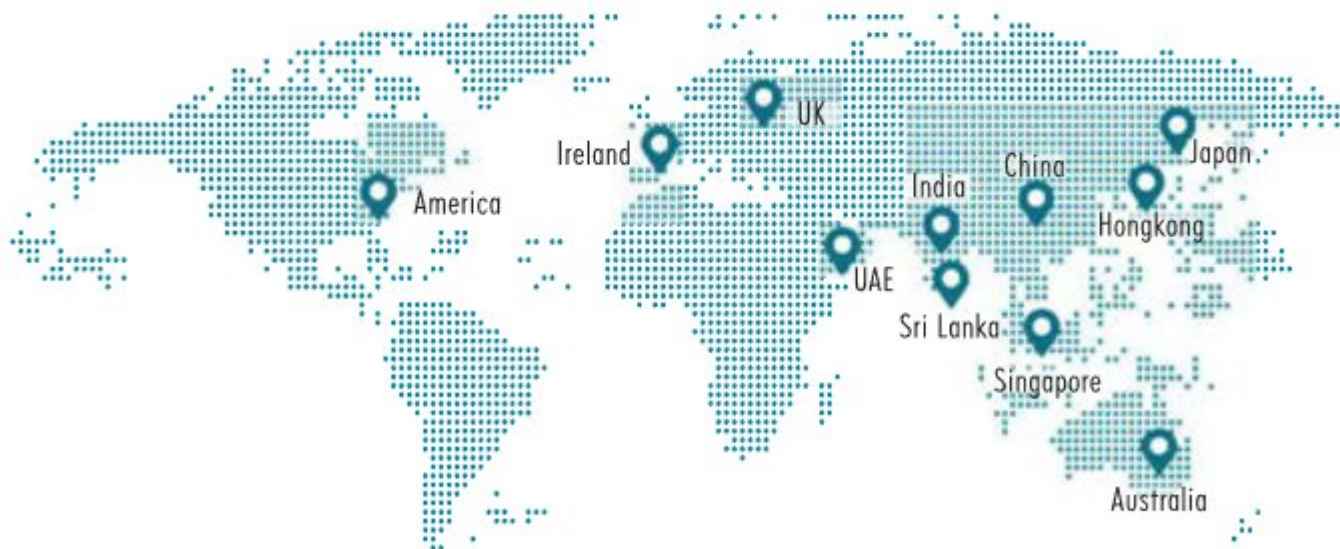 UK
Ireland
Japan
China
India
America
Hongkong
UAE
Sri Lanka
Singapore
Australia